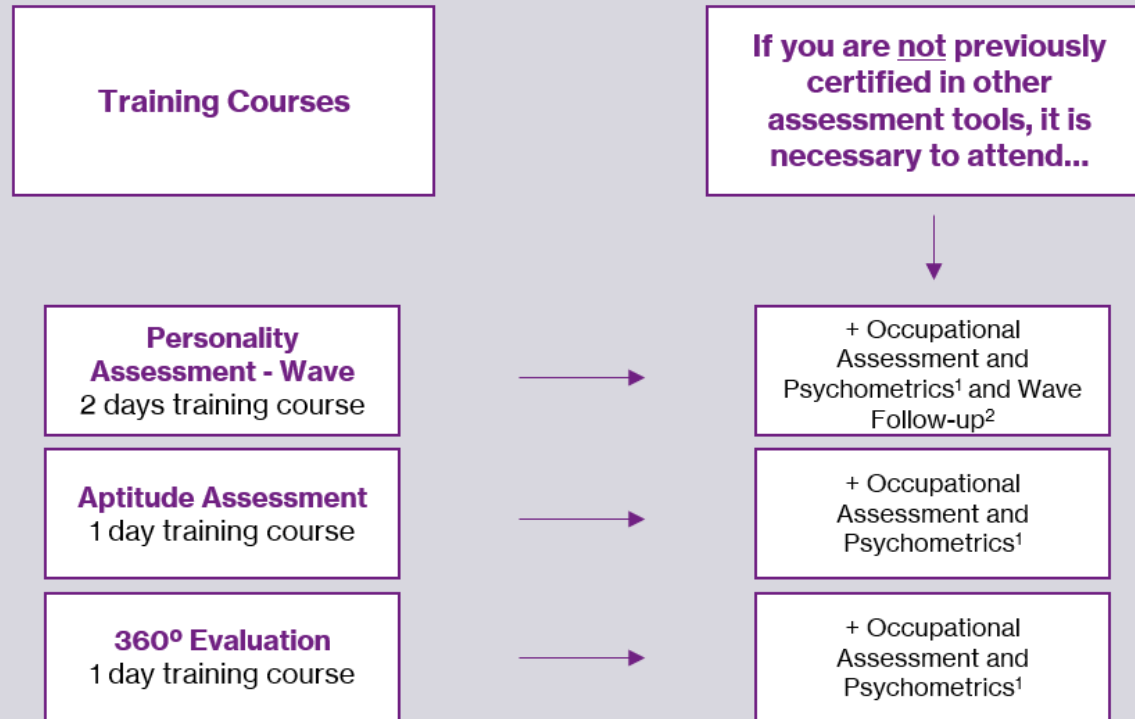 Training Courses
If you are not previously
certified in other
assessment tools, it is
necessary to attend...
Personality
Assessment - Wave
2 days training course
+ Occupational
Assessment and
Psychometrics¹ and Wave
Follow-up²
Aptitude Assessment
1 day training course
+ Occupational
Assessment and
Psychometrics¹
360º Evaluation
1 day training course
+ Occupational
Assessment and
Psychometrics¹